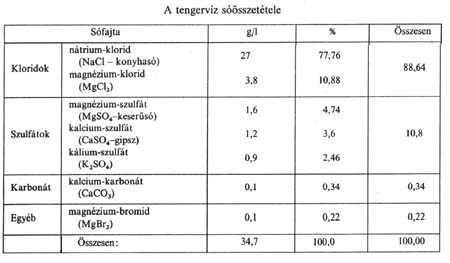 A tengerviz sóösszetétele
Sófajta g/l % Összesen
Kloridok
nátrium-klorid 27 77,76
(NaCl – konyhasó)
88,64
magnézium-klorid 3,8 10,88
(MgCl₂)
Szulfátok
magnézium-szulfát 1,6 4,74
(MgSO₄–keserűsó)
kalcium-szulfát 1,2 3,6 10,8
(CaSO₄–gipsz)
kálium-szulfát 0,9 2,46
(K₂SO₄)
Karbonát kalcium-karbonát 0,1 0,34 0,34
(CaCO₃)
Egyéb magnézium-bromid 0,1 0,22 0,22
(MgBr₂)
Összesen: 34,7 100,0 100,00